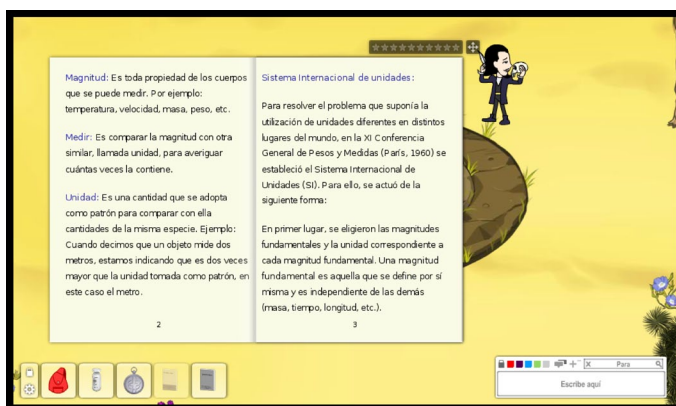 Magnitud: Es toda propiedad de los cuerpos
que se puede medir. Por ejemplo:
temperatura, velocidad, masa, peso, etc.
Medir: Es comparar la magnitud con otra
similar, llamada unidad, para averiguar
cuántas veces la contiene.
Unidad: Es una cantidad que se adopta
como patrón para comparar con ella
cantidades de la misma especie. Ejemplo:
Cuando decimos que un objeto mide dos
metros, estamos indicando que es dos veces
mayor que la unidad tomada como patrón, en
este caso el metro.
2
Sistema Internacional de unidades:
Para resolver el problema que suponía la
utilización de unidades diferentes en distintos
lugares del mundo, en la XI Conferencia
General de Pesos y Medidas (París, 1960) se
estableció el Sistema Internacional de
Unidades (SI). Para ello, se actuó de la
siguiente forma:
En primer lugar, se eligieron las magnitudes
fundamentales y la unidad correspondiente a
cada magnitud fundamental. Una magnitud
fundamental es aquella que se define por sí
misma y es independiente de las demás
(masa, tiempo, longitud, etc.).
3
X Para
Escribe aquí